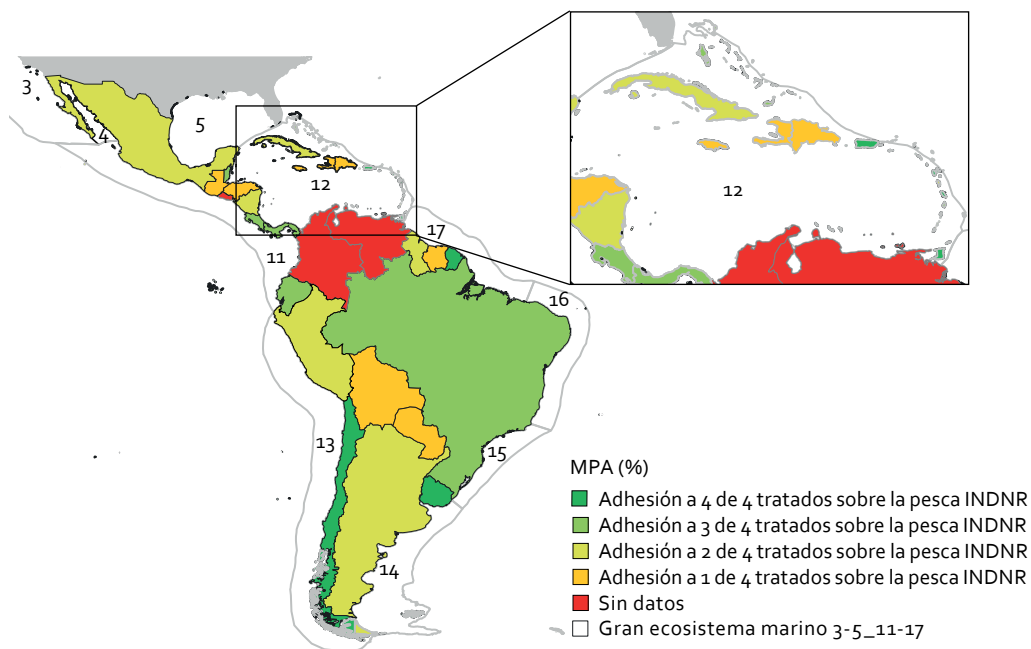 3
4
5
12
12
17
11
16
13
15
14
MPA (%)
Adhesión a 4 de 4 tratados sobre la pesca INDNR
Adhesión a 3 de 4 tratados sobre la pesca INDNR
Adhesión a 2 de 4 tratados sobre la pesca INDNR
Adhesión a 1 de 4 tratados sobre la pesca INDNR
Sin datos
Gran ecosistema marino 3-5_11-17